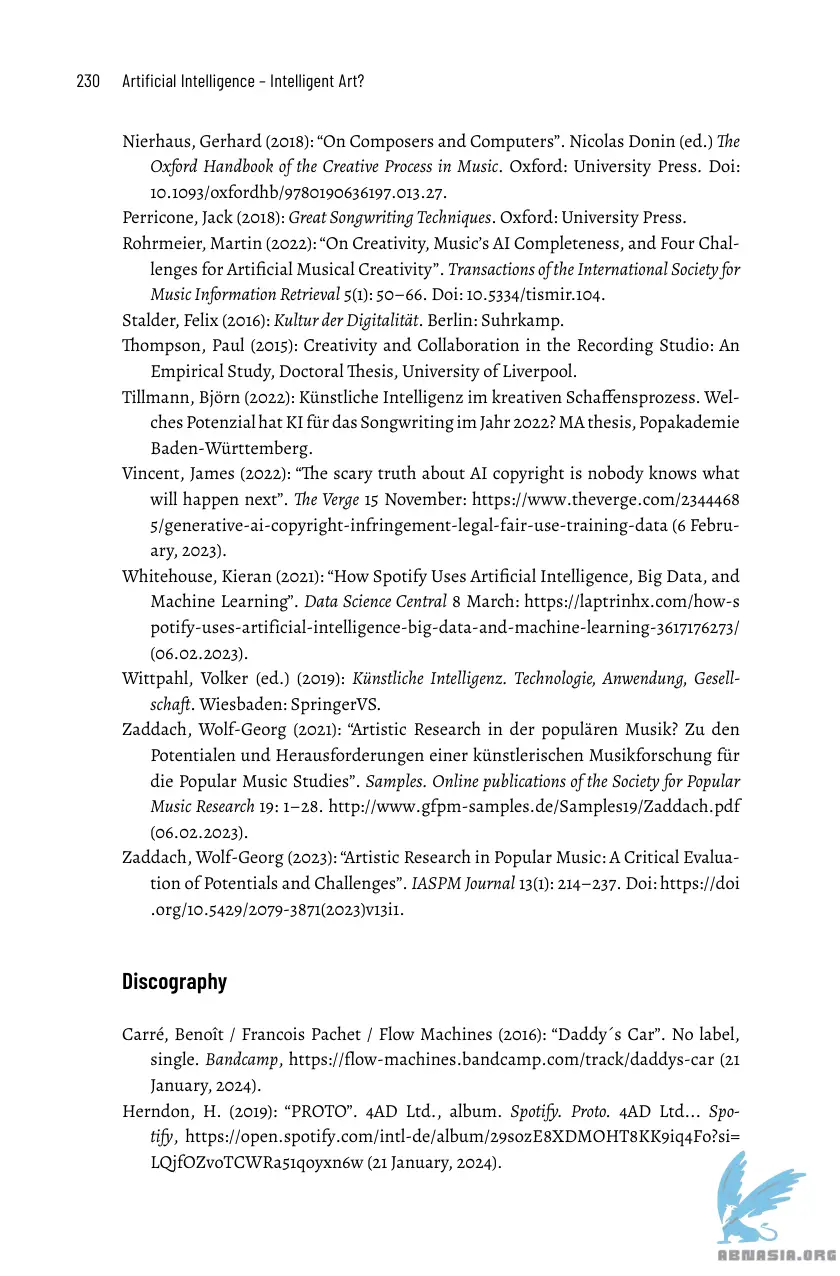 230 Artificial Intelligence – Intelligent Art?
Nierhaus, Gerhard (2018): “On Composers and Computers”. Nicolas Donin (ed.) The
Oxford Handbook of the Creative Process in Music. Oxford: University Press. Doi:
10.1093/oxfordhb/9780190636197.013.27.
Perricone, Jack (2018): Great Songwriting Techniques. Oxford: University Press.
Rohrmeier, Martin (2022): “On Creativity, Music’s AI Completeness, and Four Chal-
lenges for Artificial Musical Creativity”. Transactions of the International Society for
Music Information Retrieval 5(1): 50–66. Doi: 10.5334/tismir.104.
Stalder, Felix (2016): Kultur der Digitalität. Berlin: Suhrkamp.
Thompson, Paul (2015): Creativity and Collaboration in the Recording Studio: An
Empirical Study, Doctoral Thesis, University of Liverpool.
Tillmann, Björn (2022): Künstliche Intelligenz im kreativen Schaffensprozess. Wel-
ches Potenzial hat KI für das Songwriting im Jahr 2022? MA thesis, Popakademie
Baden-Württemberg.
Vincent, James (2022): “The scary truth about AI copyright is nobody knows what
will happen next”. The Verge 15 November: https://www.theverge.com/2344468
5/generative-ai-copyright-infringement-legal-fair-use-training-data (6 Febru-
ary, 2023).
Whitehouse, Kieran (2021): “How Spotify Uses Artificial Intelligence, Big Data, and
Machine Learning”. Data Science Central 8 March: https://laptrinhx.com/how-s
potify-uses-artificial-intelligence-big-data-and-machine-learning-3617176273/
(06.02.2023).
Wittpahl, Volker (ed.) (2019): Künstliche Intelligenz. Technologie, Anwendung, Gesell-
schaft. Wiesbaden: SpringerVS.
Zaddach, Wolf-Georg (2021): “Artistic Research in der populären Musik? Zu den
Potentialen und Herausforderungen einer künstlerischen Musikforschung für
die Popular Music Studies”. Samples. Online publications of the Society for Popular
Music Research 19: 1–28. http://www.gfpm-samples.de/Samples19/Zaddach.pdf
(06.02.2023).
Zaddach, Wolf-Georg (2023): “Artistic Research in Popular Music: A Critical Evalua-
tion of Potentials and Challenges”. IASPM Journal 13(1): 214–237. Doi: https://doi
.org/10.5429/2079-3871(2023)v13i1.
Discography
Carré, Benoît / Francois Pachet / Flow Machines (2016): “Daddy´s Car”. No label,
single. Bandcamp, https://flow-machines.bandcamp.com/track/daddys-car (21
January, 2024).
Herndon, H. (2019): “PROTO”. 4AD Ltd., album. Spotify. Proto. 4AD Ltd... Spo-
tify, https://open.spotify.com/intl-de/album/29sozE8XDMOHT8KK9iq4Fo?si=
LQjfOZvoTCWRa51qoyxn6w (21 January, 2024).
ABNASIA.ORG